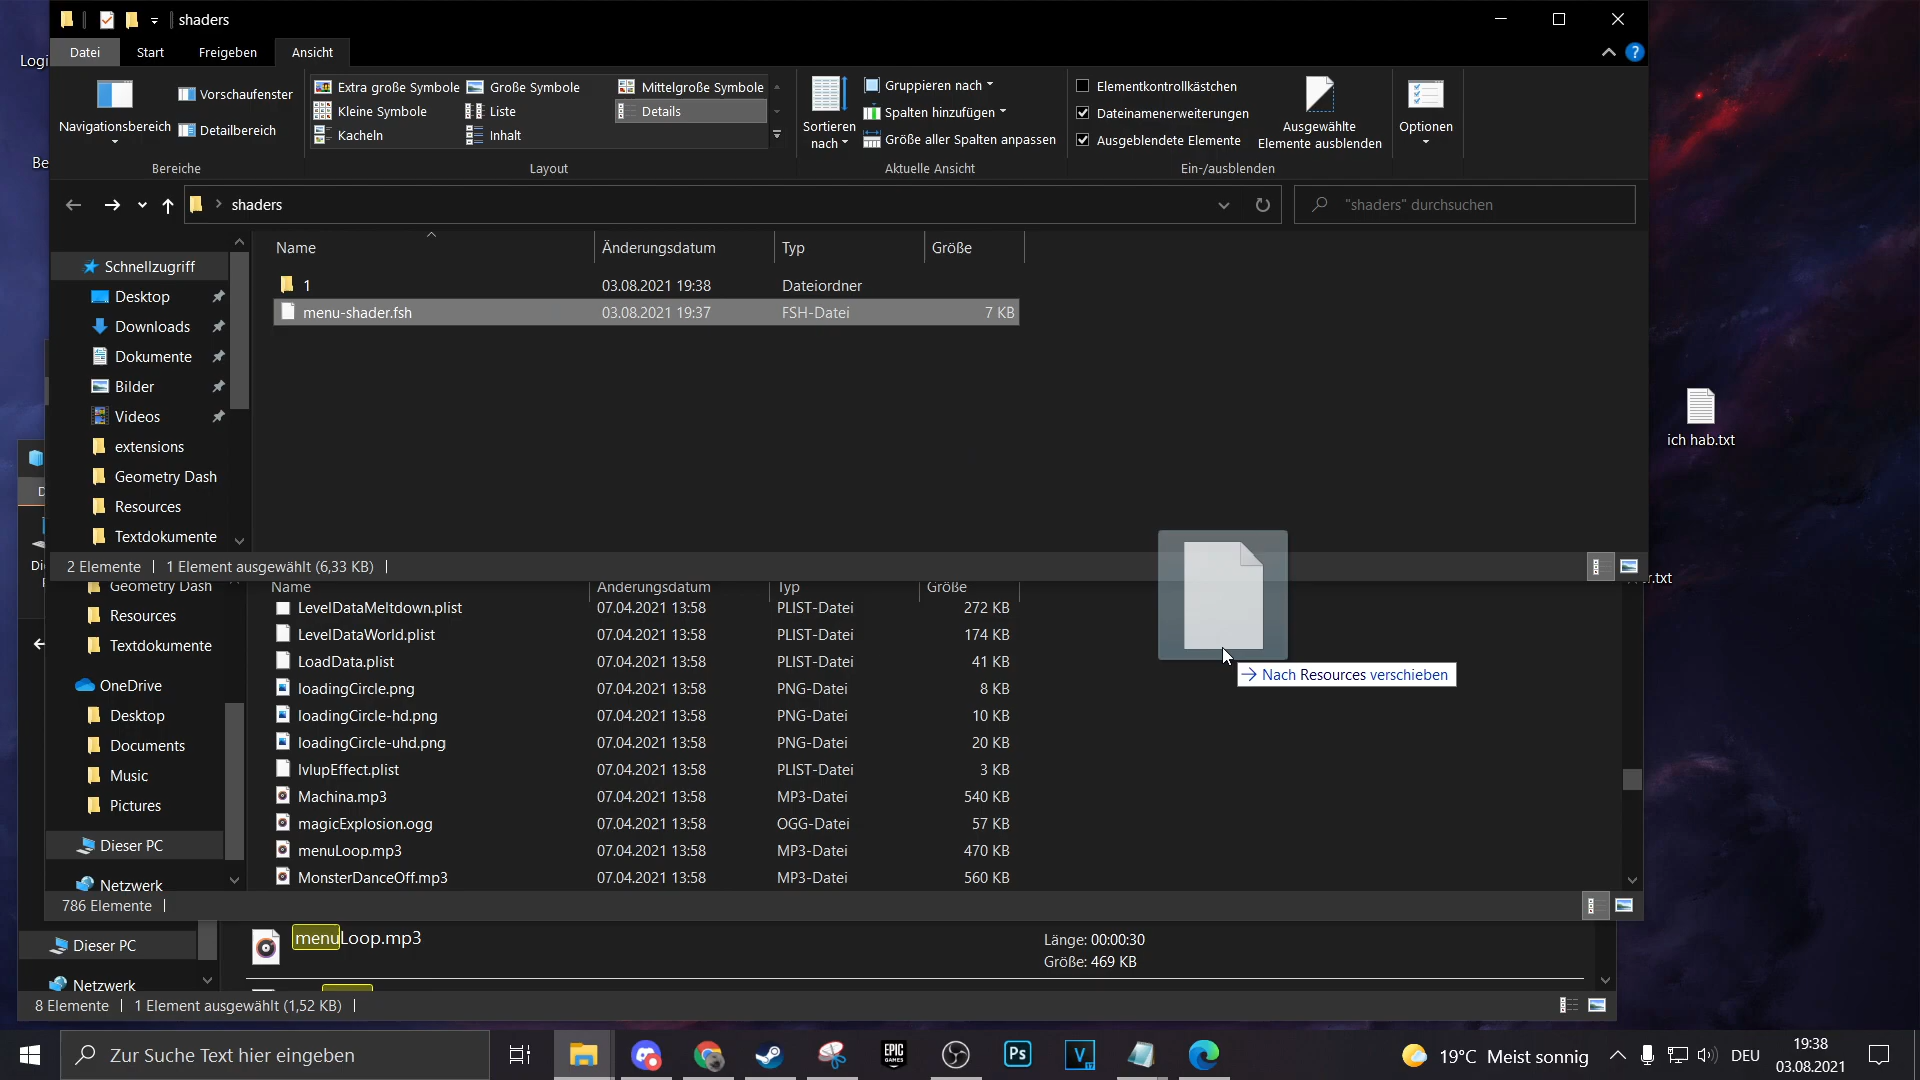 shaders
Logi
Datei
Start
Freigeben
Ansicht
Navigationsbereich
Vorschaufenster
Detailbereich
Bereiche
Extra große Symbole
Große Symbole
Mittelgroße Symbole
Kleine Symbole
Liste
Details
Kacheln
Inhalt
Layout
Sortieren
nach
Gruppieren nach
Spalten hinzufügen
Größe aller Spalten anpassen
Aktuelle Ansicht
Elementkontrollkästchen
Dateinamenerweiterungen
Ausgeblendete Elemente
Ausgewählte
Elemente ausblenden
Ein-/ausblenden
Optionen
Be
shaders
"shaders" durchsuchen
Name
Änderungsdatum
Typ
Größe
Schnellzugriff
Desktop
Downloads
Dokumente
Bilder
Videos
extensions
Geometry Dash
Resources
Textdokumente
1 03.08.2021 19:38 Dateiordner
menu-shader.fsh 03.08.2021 19:37 FSH-Datei 7 KB
ich hab.txt
2 Elemente
1 Element ausgewählt (6,33 KB)
Di
r.txt
Geometry Dash
Resources
Textdokumente
OneDrive
Desktop
Documents
Music
Pictures
Dieser PC
Netzwerk
Name Änderungsdatum Typ Größe
LevelDataMeltdown.plist 07.04.2021 13:58 PLIST-Datei 272 KB
LevelDataWorld.plist 07.04.2021 13:58 PLIST-Datei 174 KB
LoadData.plist 07.04.2021 13:58 PLIST-Datei 41 KB
loadingCircle.png 07.04.2021 13:58 PNG-Datei 8 KB
loadingCircle-hd.png 07.04.2021 13:58 PNG-Datei 10 KB
loadingCircle-uhd.png 07.04.2021 13:58 PNG-Datei 20 KB
lvlupEffect.plist 07.04.2021 13:58 PLIST-Datei 3 KB
Machina.mp3 07.04.2021 13:58 MP3-Datei 540 KB
magicExplosion.ogg 07.04.2021 13:58 OGG-Datei 57 KB
menuLoop.mp3 07.04.2021 13:58 MP3-Datei 470 KB
MonsterDanceOff.mp3 07.04.2021 13:58 MP3-Datei 560 KB
Nach Resources verschieben
786 Elemente
Dieser PC
Netzwerk
menuLoop.mp3
Länge: 00:00:30
Größe: 469 KB
8 Elemente
1 Element ausgewählt (1,52 KB)
Zur Suche Text hier eingeben
EPIC
GAMES
Ps
V
17
19°C Meist sonnig
DEU
19:38
03.08.2021